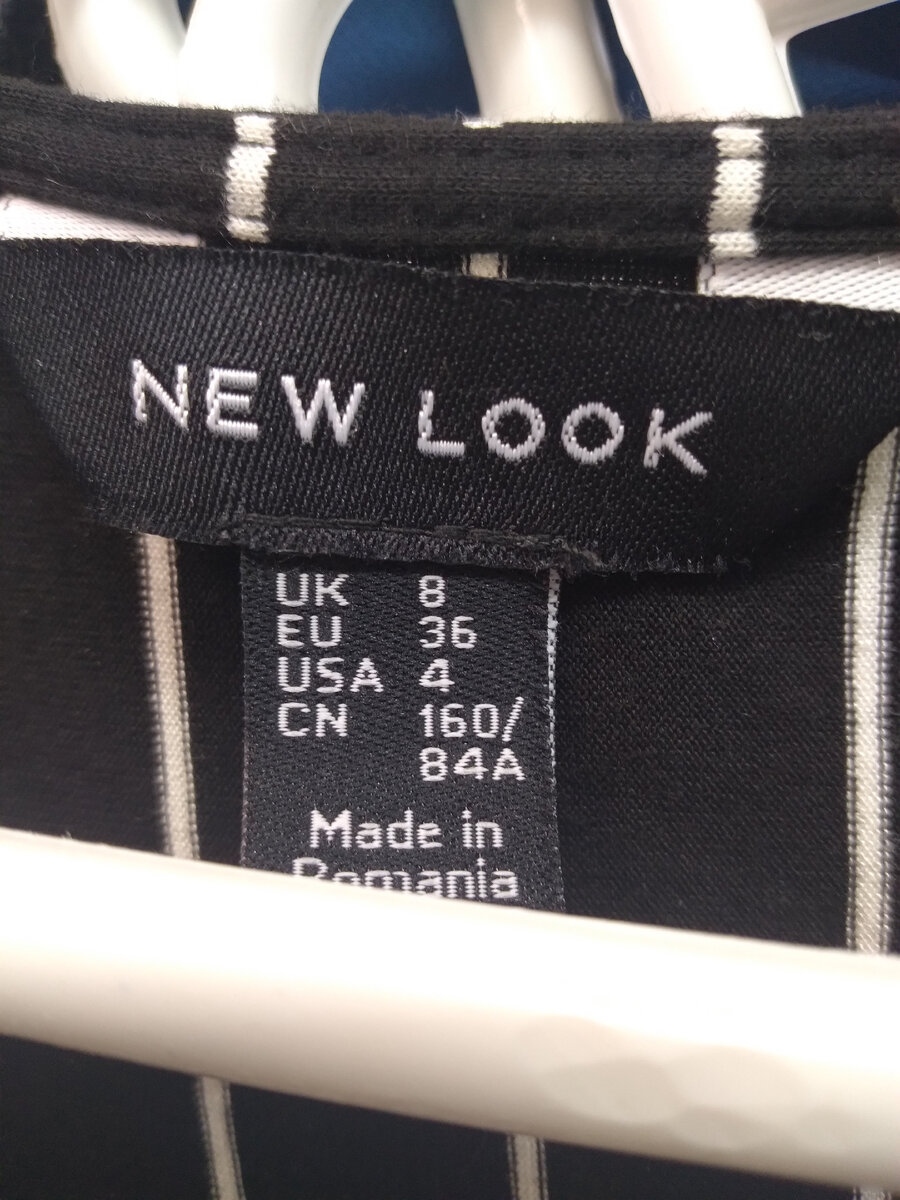 NEW LOOK
UK 8
EU 36
USA 4
CN 160/
84A
Made in
Romania